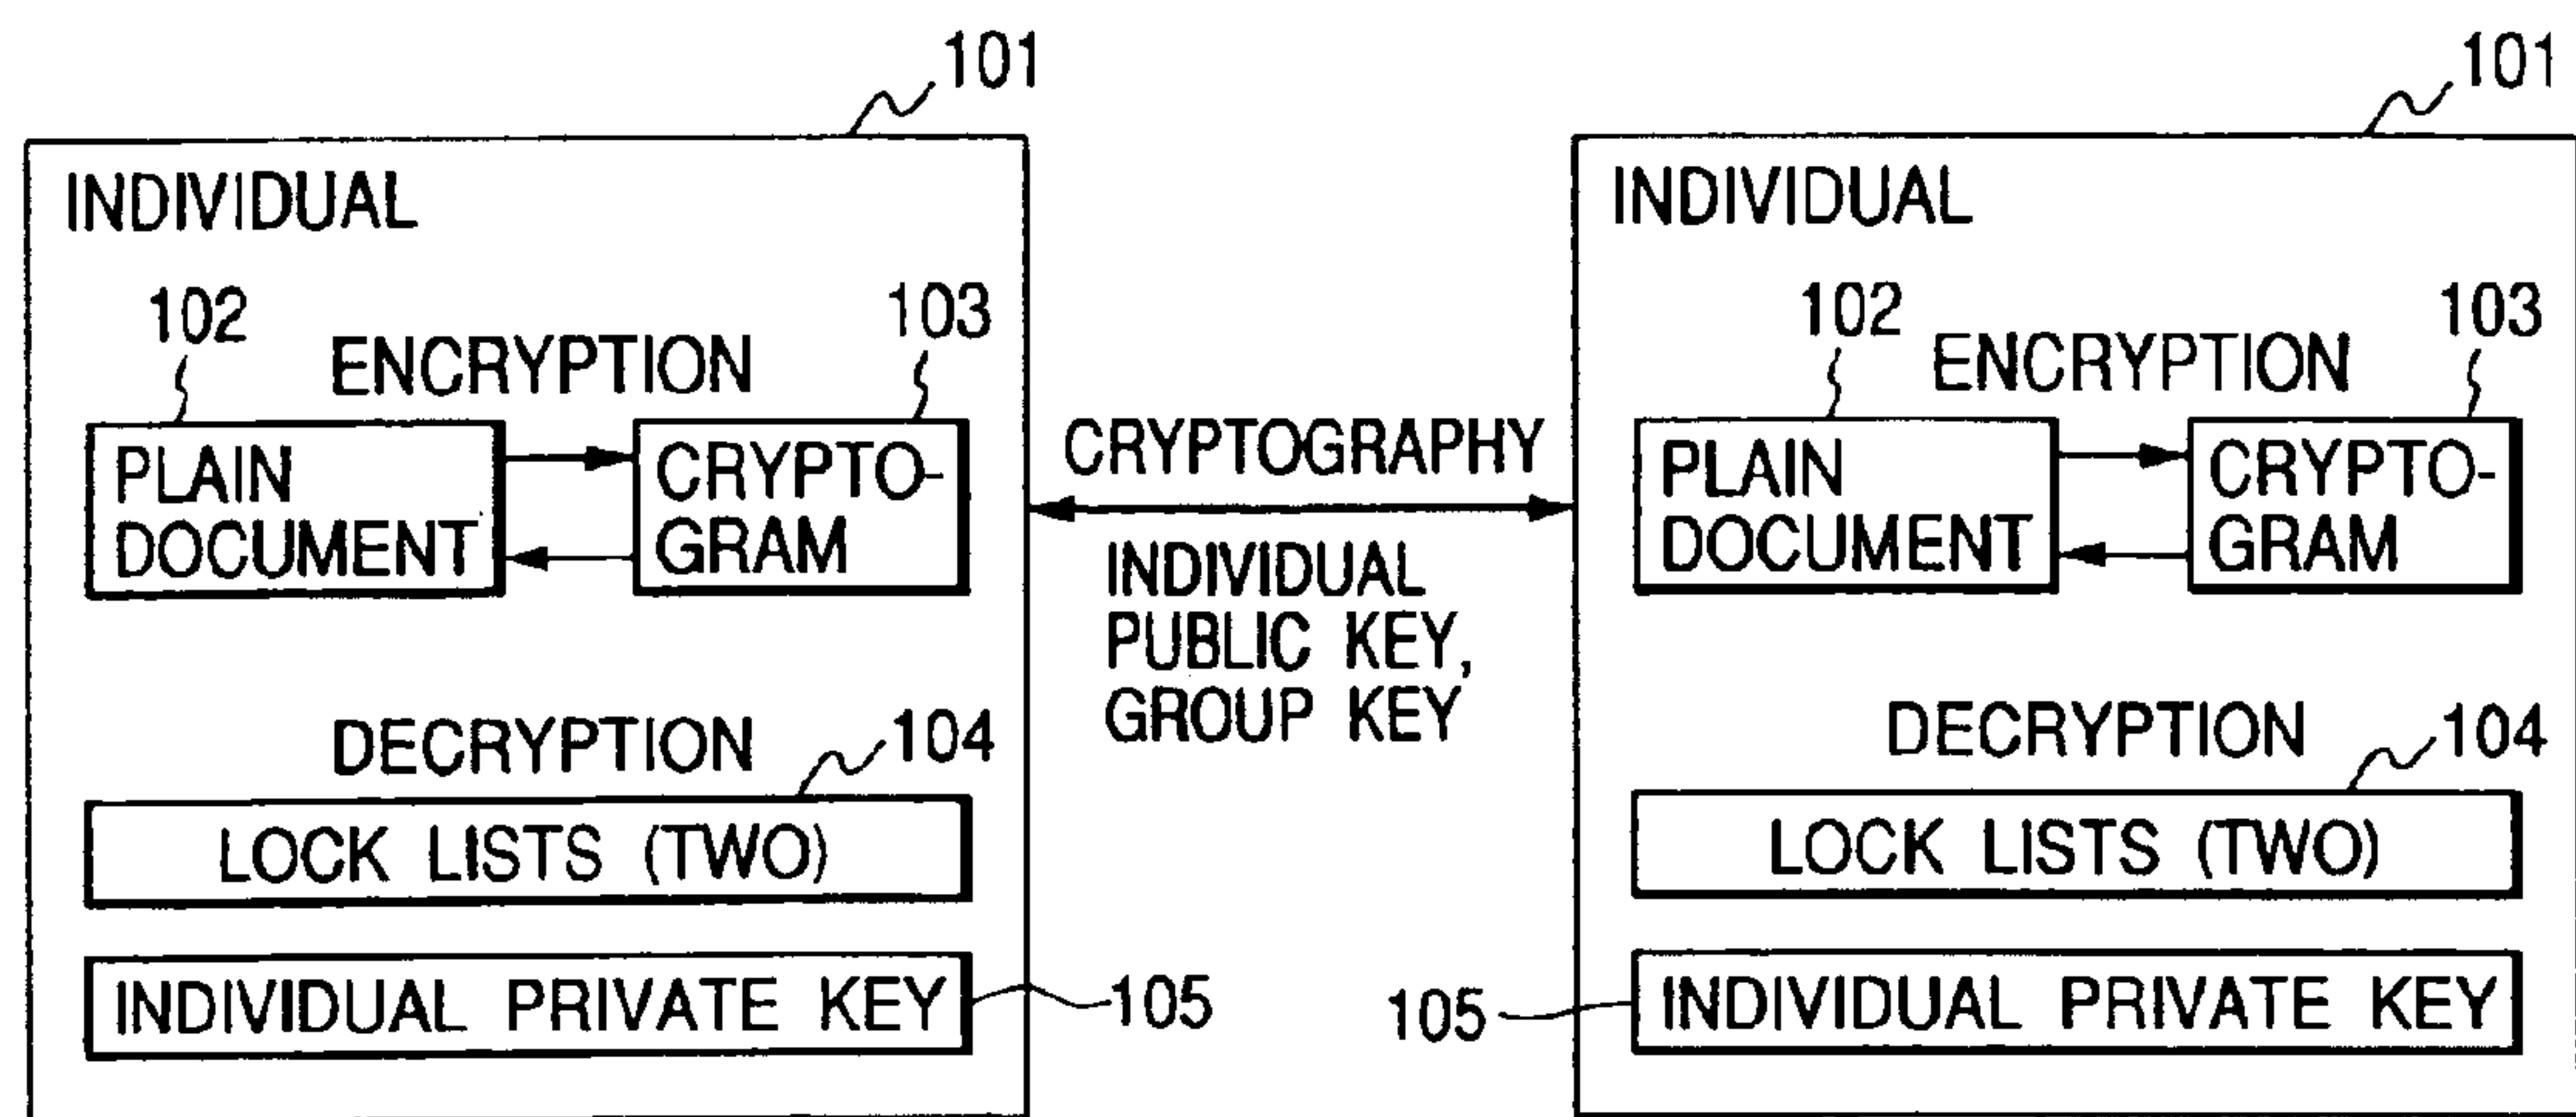 101
INDIVIDUAL
102
103
ENCRYPTION
PLAIN
DOCUMENT
CRYPTO-
GRAM
DECRYPTION
104
LOCK LISTS (TWO)
INDIVIDUAL PRIVATE KEY
105
CRYPTOGRAPHY
INDIVIDUAL
PUBLIC KEY,
GROUP KEY
101
INDIVIDUAL
102
103
ENCRYPTION
PLAIN
DOCUMENT
CRYPTO-
GRAM
DECRYPTION
104
LOCK LISTS (TWO)
105
INDIVIDUAL PRIVATE KEY